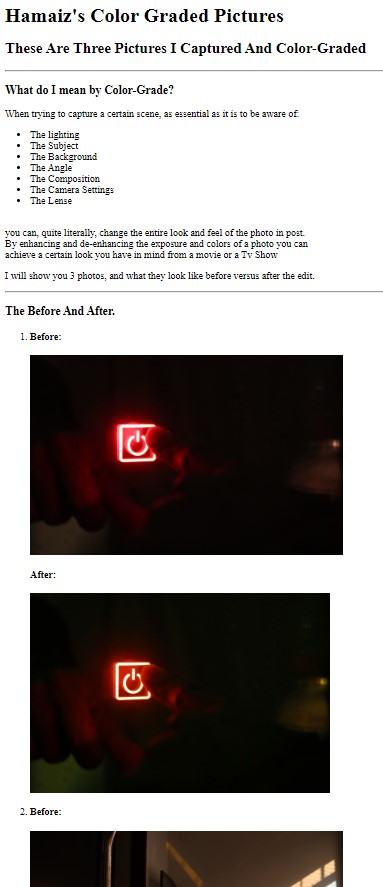 Hamaiz's Color Graded Pictures
These Are Three Pictures I Captured And Color-Graded
What do I mean by Color-Grade?
When trying to capture a certain scene, as essential as it is to be aware of:
• The lighting
• The Subject
• The Background
• The Angle
• The Composition
• The Camera Settings
• The Lense
you can, quite literally, change the entire look and feel of the photo in post.
By enhancing and de-enhancing the exposure and colors of a photo you can
achieve a certain look you have in mind from a movie or a Tv Show
I will show you 3 photos, and what they look like before versus after the edit.
The Before And After.
1. Before:
After:
2. Before: